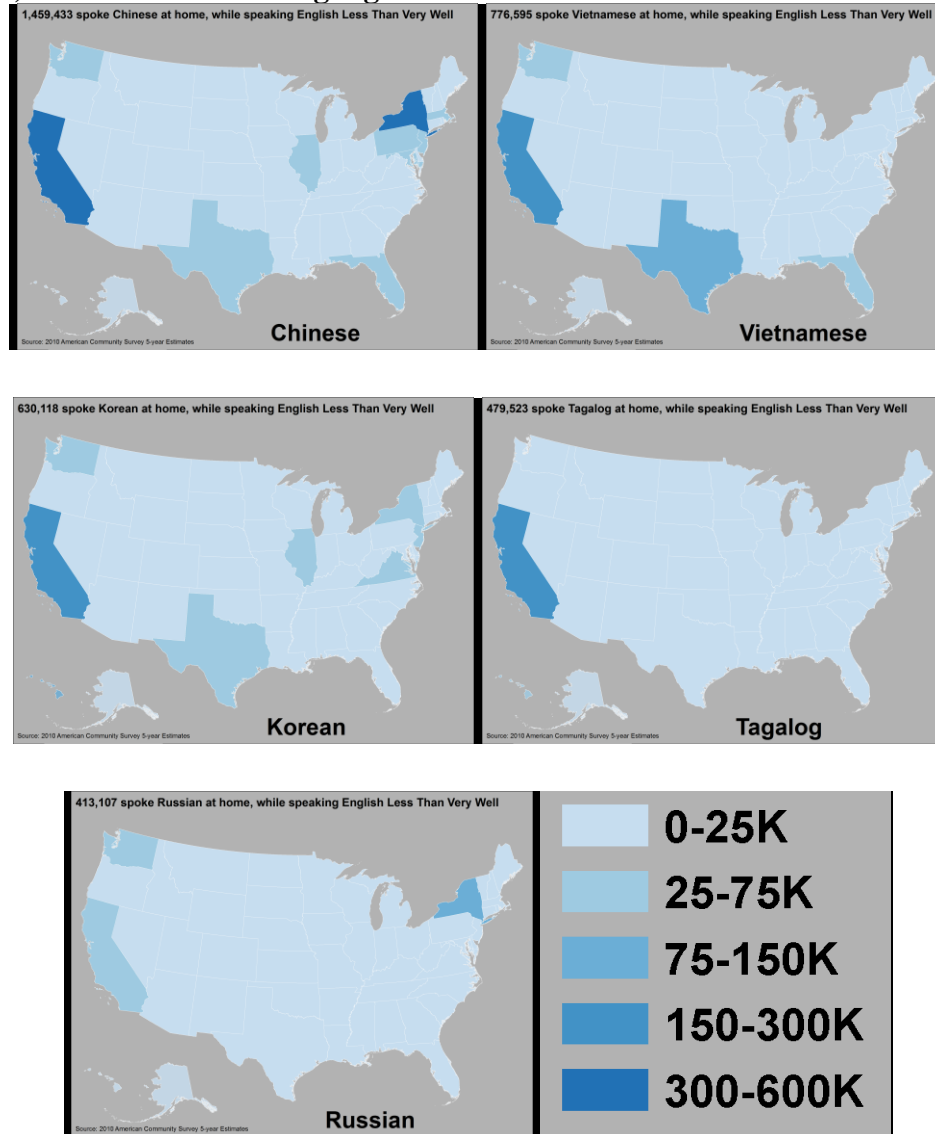 1,459,433 spoke Chinese at home, while speaking English Less Than Very Well
776,595 spoke Vietnamese at home, while speaking English Less Than Very Well
Chinese
Source: 2010 American Community Survey 5-year Estimates
Vietnamese
Source: 2010 American Community Survey 5-year Estimates
630,118 spoke Korean at home, while speaking English Less Than Very Well
479,523 spoke Tagalog at home, while speaking English Less Than Very Well
Korean
Source: 2010 American Community Survey 5-year Estimates
Tagalog
Source: 2010 American Community Survey 5-year Estimates
413,107 spoke Russian at home, while speaking English Less Than Very Well
Russian
Source: 2010 American Community Survey 5-year Estimates
0-25K
25-75K
75-150K
150-300K
300-600K